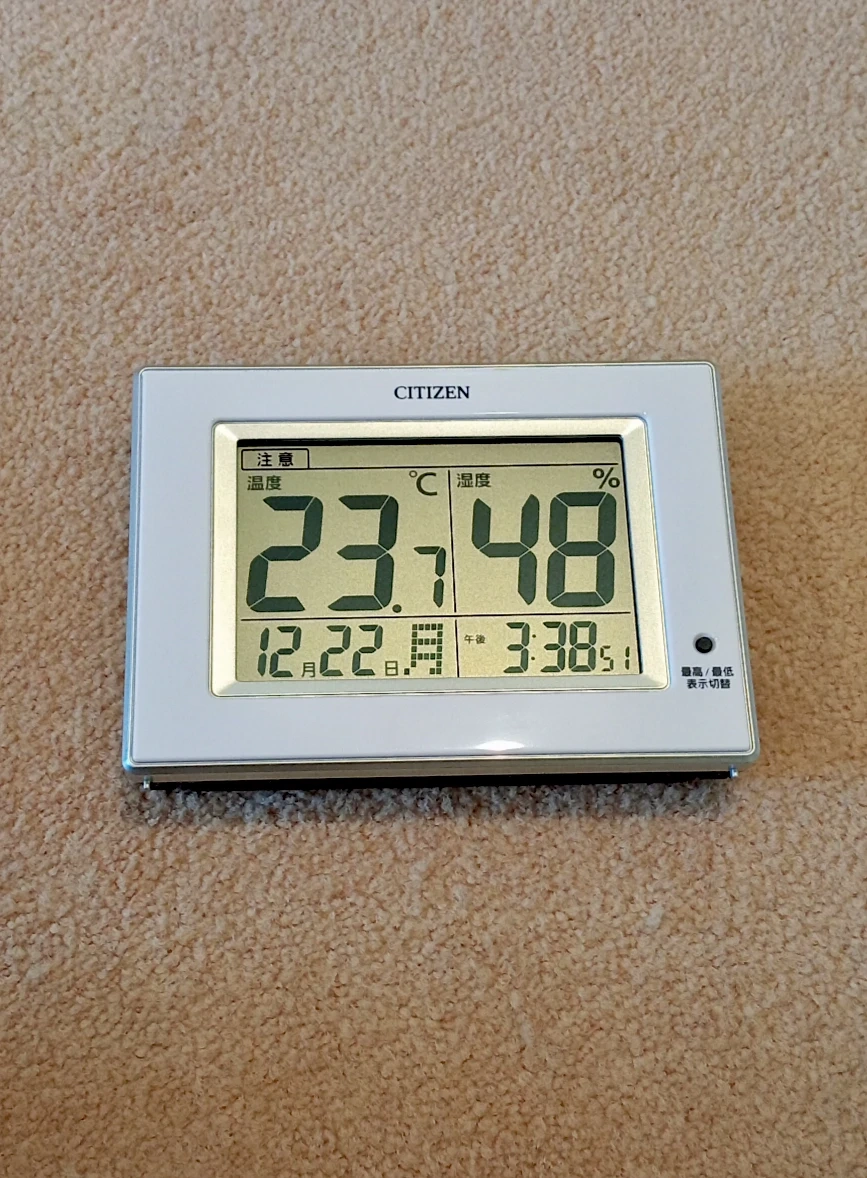 CITIZEN
注意
温度 ℃ 湿度 %
23.7 48
12月22日.月 午後 3:38 51
最高/最低
表示切替